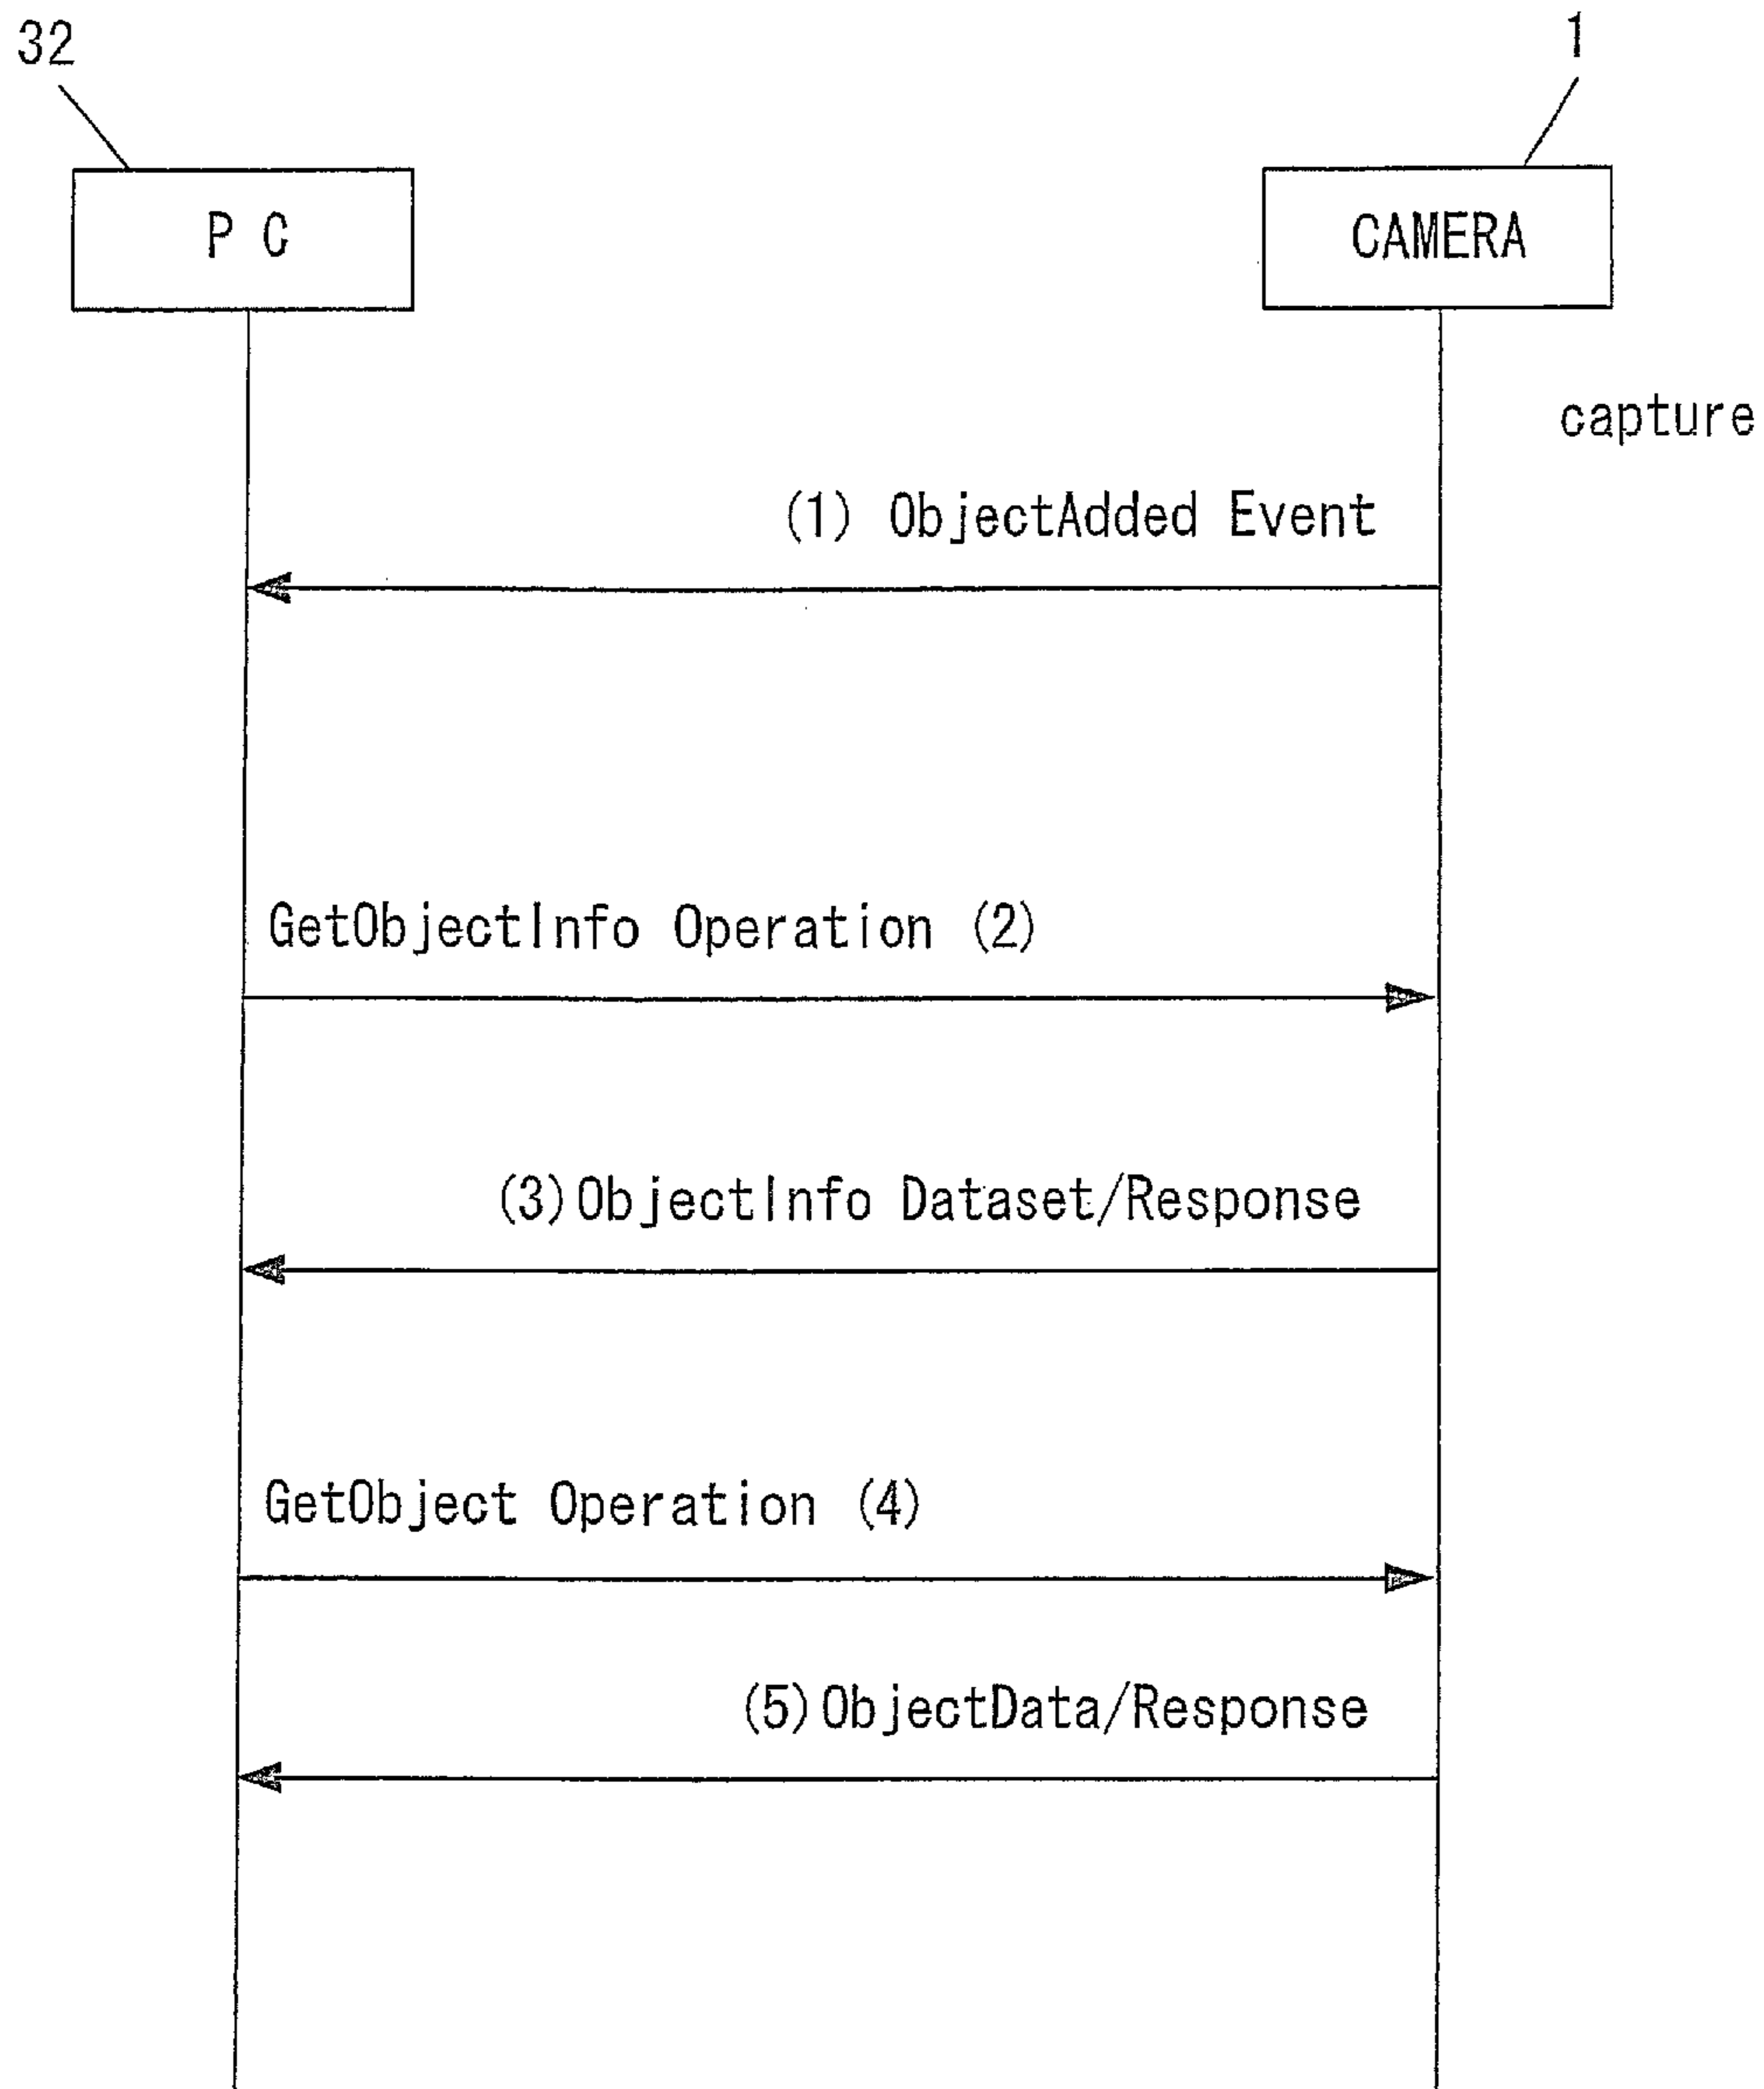 32
1
P C
CAMERA
capture
(1) ObjectAdded Event
GetObjectInfo Operation (2)
(3)ObjectInfo Dataset/Response
GetObject Operation (4)
(5)ObjectData/Response